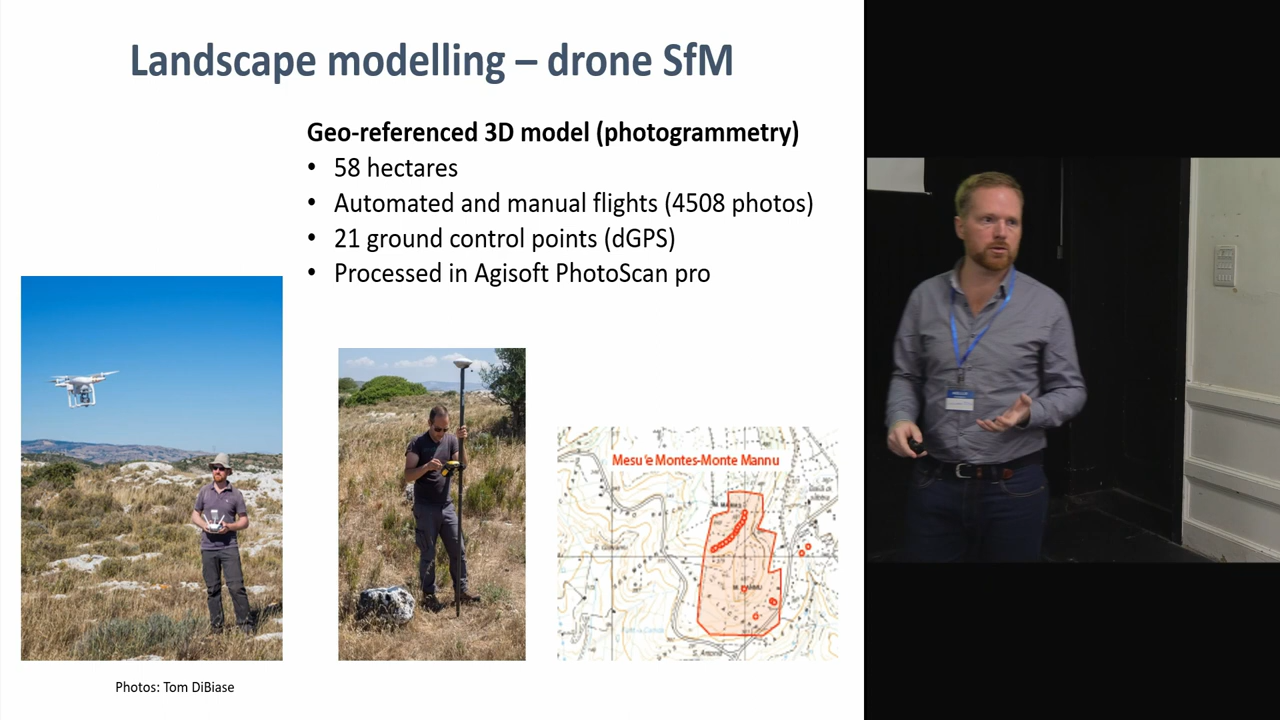 Landscape modelling – drone SfM
Geo-referenced 3D model (photogrammetry)
• 58 hectares
• Automated and manual flights (4508 photos)
• 21 ground control points (dGPS)
• Processed in Agisoft PhotoScan pro
Mesu 'e Montes-Monte Mannu
Photos: Tom DiBiase